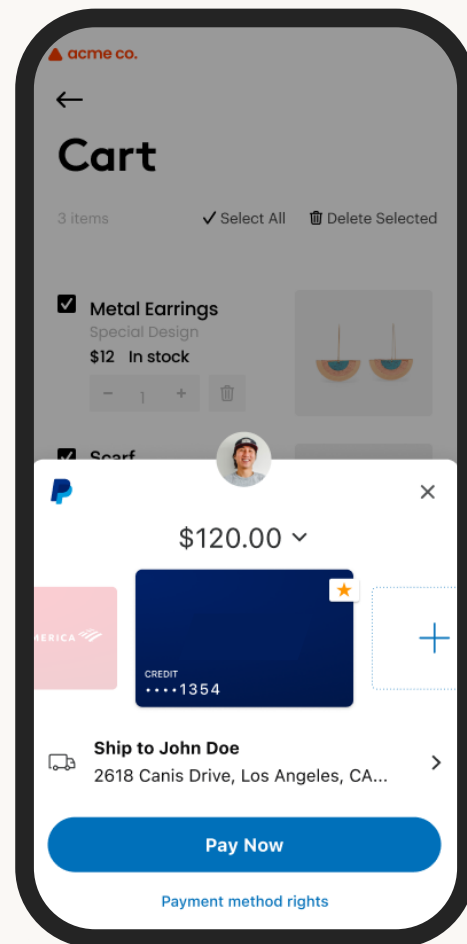 acme co.
Cart
3 items Select All Delete Selected
Metal Earrings
Special Design
$12 In stock
- 1 +
Scarf
$120.00
MERICA
CREDIT
••••1354
Ship to John Doe
2618 Canis Drive, Los Angeles, CA...
Pay Now
Payment method rights